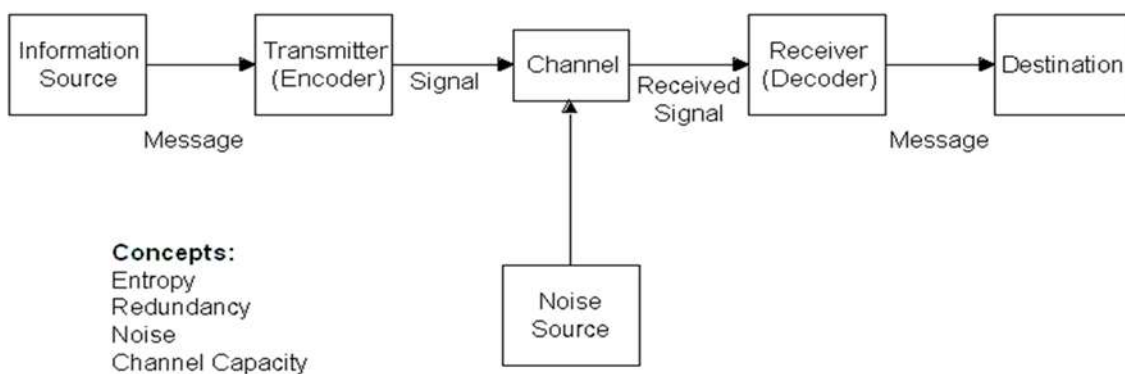 Information
Source
Transmitter
(Encoder)
Channel
Receiver
(Decoder)
Destination
Message
Signal
Received
Signal
Message
Noise
Source
Concepts:
Entropy
Redundancy
Noise
Channel Capacity